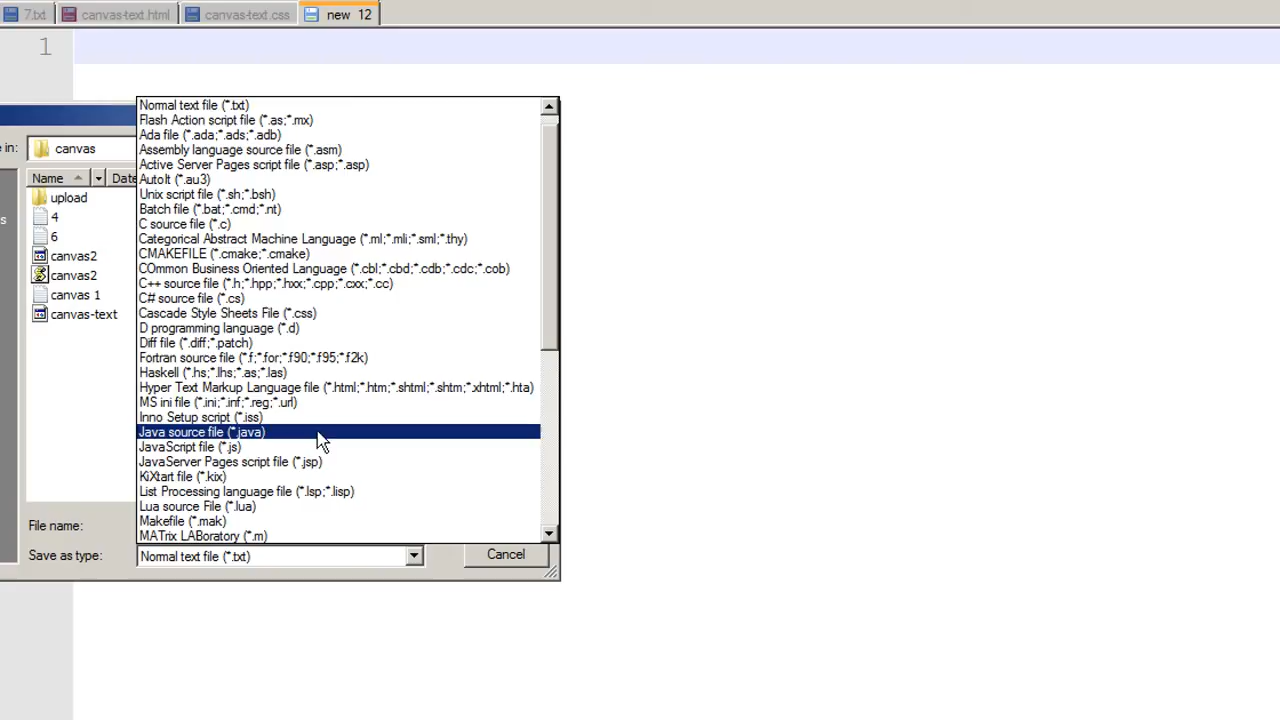 7.txt canvas-text.html canvas-text.css new 12
1
Normal text file (*.txt)
Flash Action script file (*.as;*.mx)
Ada file (*.ada;*.ads;*.adb)
Assembly language source file (*.asm)
e in: canvas
Active Server Pages script file (*.asp;*.asp)
Name Date
AutoIt (*.au3)
upload
Unix script file (*.sh;*.bsh)
4
Batch file (*.bat;*.cmd;*.nt)
s
C source file (*.c)
6
Categorical Abstract Machine Language (*.ml;*.mli;*.sml;*.thy)
canvas2
CMAKEFILE (*.cmake;*.cmake)
canvas2
COmmon Business Oriented Language (*.cbl;*.cbd;*.cdb;*.cdc;*.cob)
C++ source file (*.h;*.hpp;*.hxx;*.cpp;*.cxx;*.cc)
canvas 1
C# source file (*.cs)
canvas-text
Cascade Style Sheets File (*.css)
D programming language (*.d)
Diff file (*.diff;*.patch)
Fortran source file (*.f;*.for;*.f90;*.f95;*.f2k)
Haskell (*.hs;*.lhs;*.as;*.las)
Hyper Text Markup Language file (*.html;*.htm;*.shtml;*.shtm;*.xhtml;*.hta)
MS ini file (*.ini;*.inf;*.reg;*.url)
Inno Setup script (*.iss)
Java source file (*.java)
JavaScript file (*.js)
JavaServer Pages script file (*.jsp)
KiXtart file (*.kix)
List Processing language file (*.lsp;*.lisp)
Lua source File (*.lua)
Makefile (*.mak)
File name:
MATrix LABoratory (*.m)
Save as type: Normal text file (*.txt) Cancel